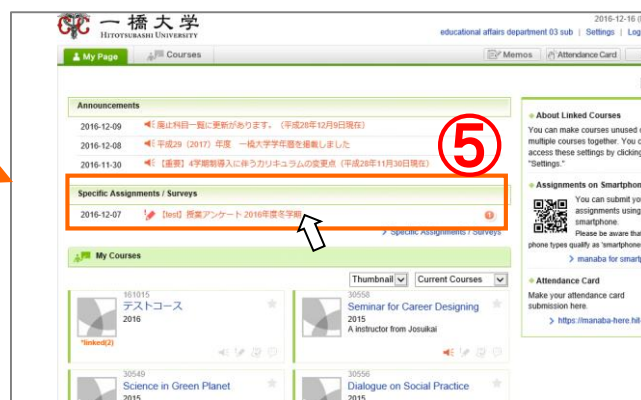 一橋大学
HITOTSUBASHI UNIVERSITY
2016-12-16
educational affairs department 03 sub | Settings | Log
My Page
Courses
Memos
Attendance Card
Announcements
2016-12-09 廃止科目一覧に更新があります。（平成28年12月9日現在）
2016-12-08 平成29（2017）年度 一橋大学学年暦を掲載しました
2016-11-30 【重要】4学期制導入に伴うカリキュラムの変更点（平成28年11月30日現在）
⑤
Specific Assignments / Surveys
2016-12-07 【test】授業アンケート 2016年度冬学期
> Specific Assignments / Surveys
My Courses
Thumbnail
Current Courses
161015
テストコース
2016
*linked(2)
30558
Seminar for Career Designing
2015
A instructor from Josuikai
30549
Science in Green Planet
2015
30556
Dialogue on Social Practice
2015
About Linked Courses
You can make courses unused
multiple courses together. You
access these settings by clicking
"Settings."
Assignments on Smartphon
You can submit yo
assignments using
smartphone.
Please be aware that
phone types qualify as 'smartphone
> manaba for smartp
Attendance Card
Make your attendance card
submission here.
> https://manaba-here.hit